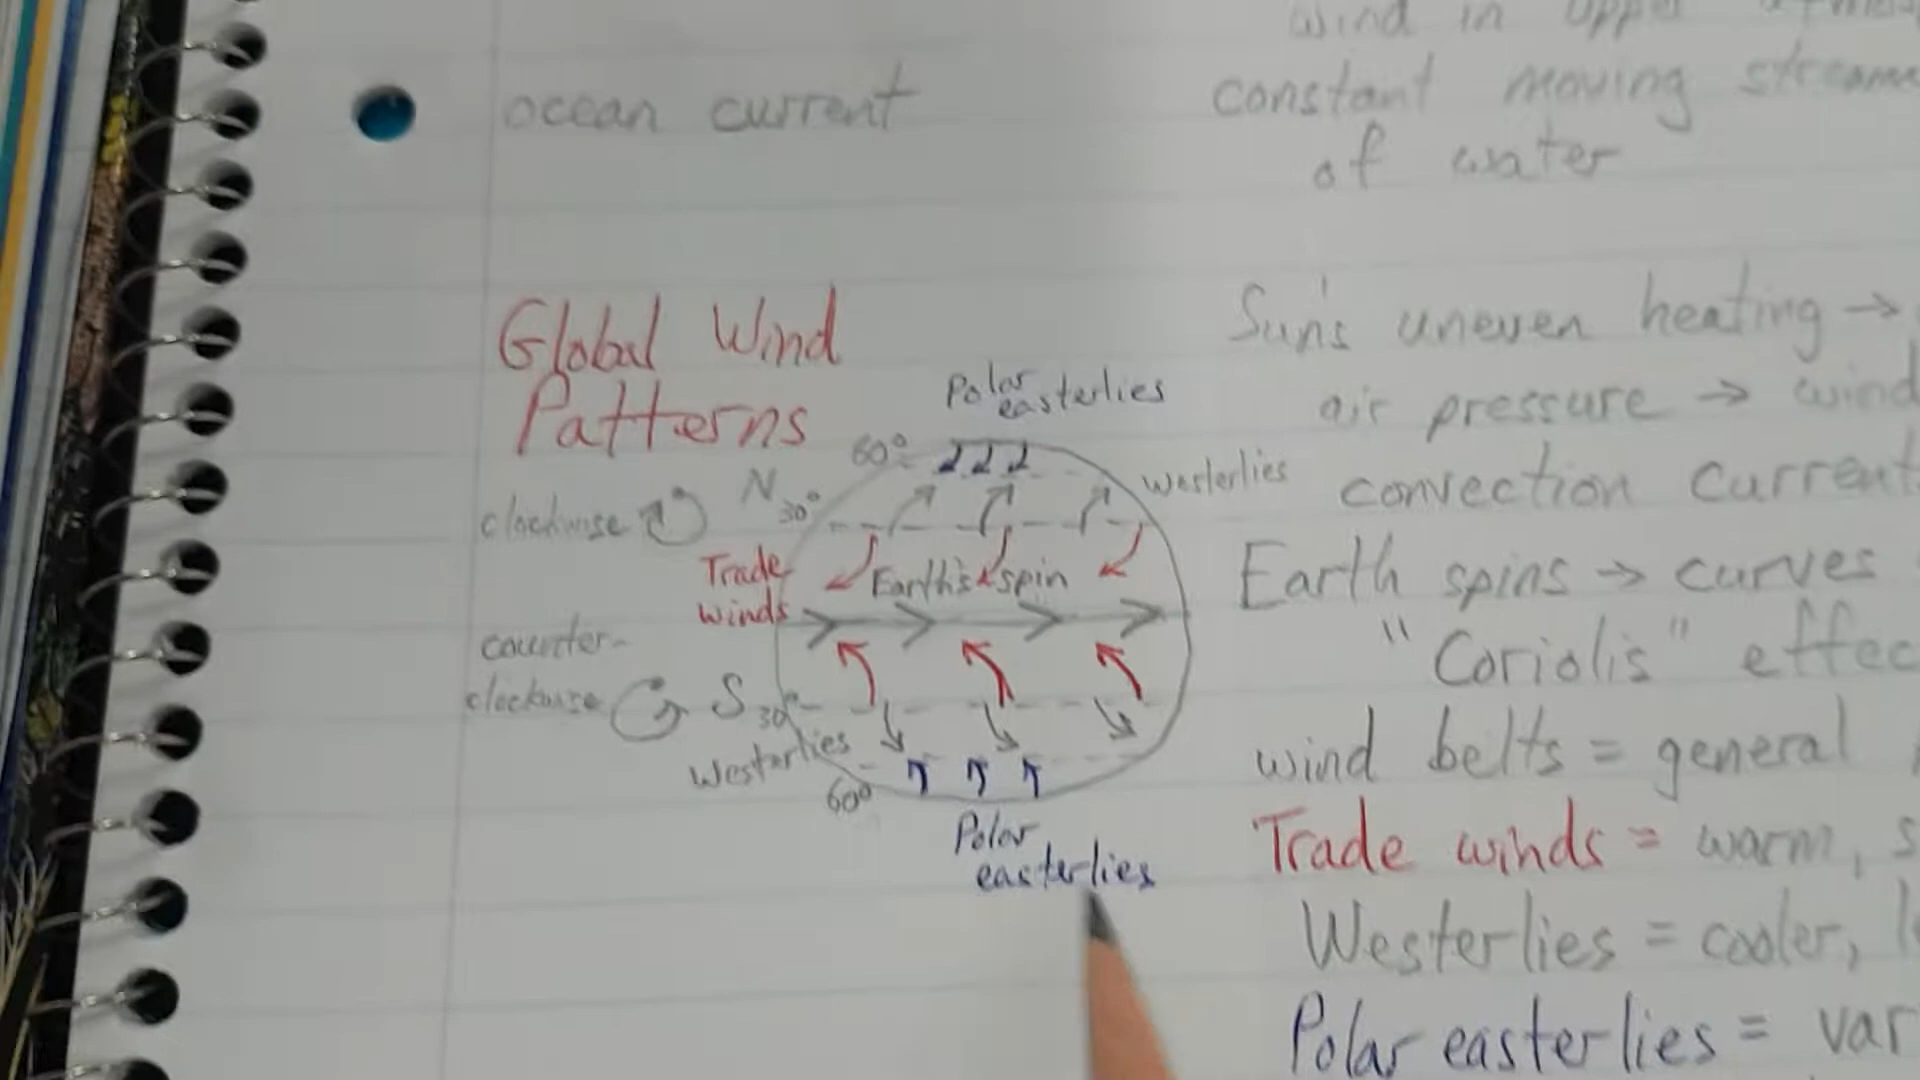 wind in upper
ocean current
constant moving
of water
Global Wind
Patterns
Sun's uneven heating →
air pressure → wind
Polar
easterlies
60°
westerlies
N
30°
clockwise
convection current
Trade
winds
Earth's spin
Earth spins → curves
"Coriolis" effec
counter-
clockwise
S
30°
westerlies
60°
wind belts = general
Polar
easterlies
Trade winds = warm, s
Westerlies = cooler, l
Polar easterlies = var